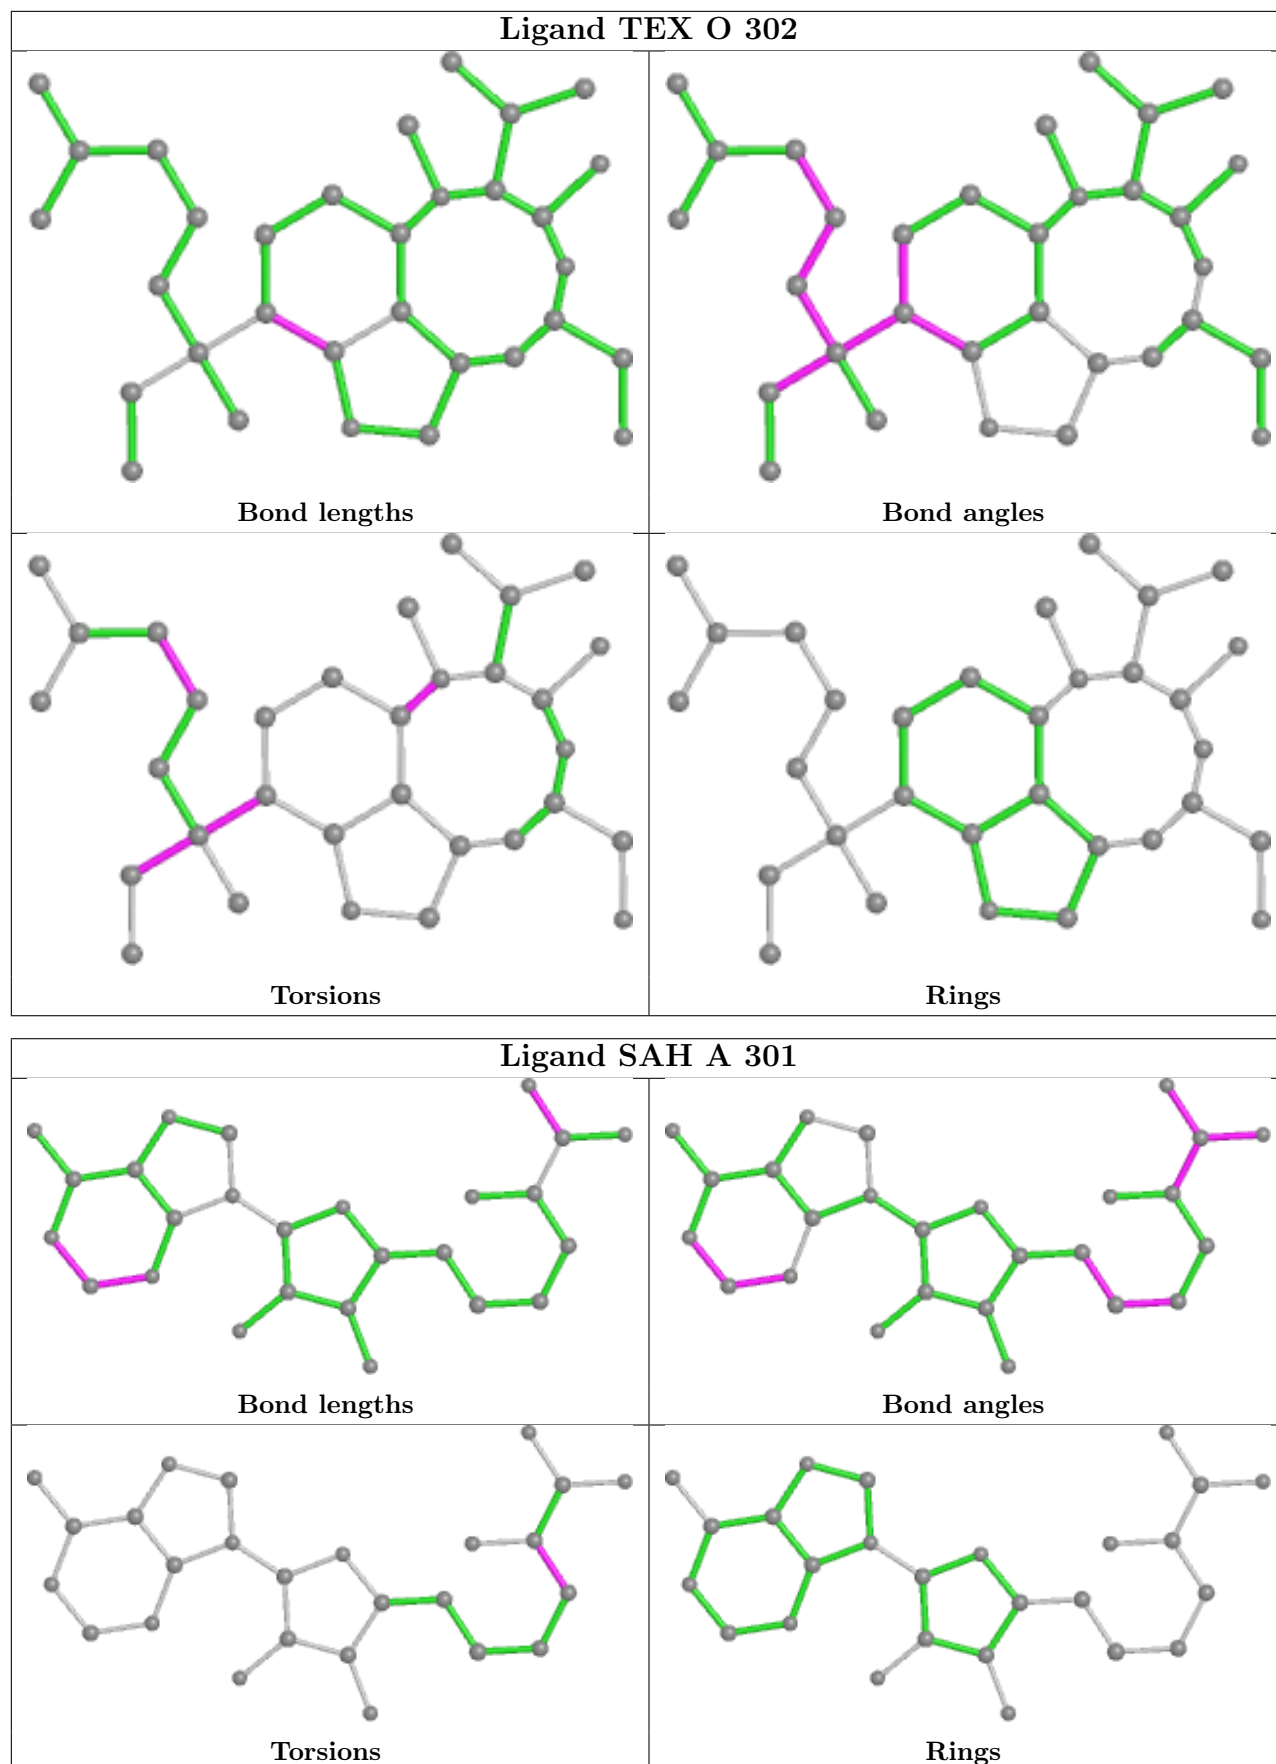 Ligand TEX O 302
Bond lengths
Bond angles
Torsions
Rings
Ligand SAH A 301
Bond lengths
Bond angles
Torsions
Rings